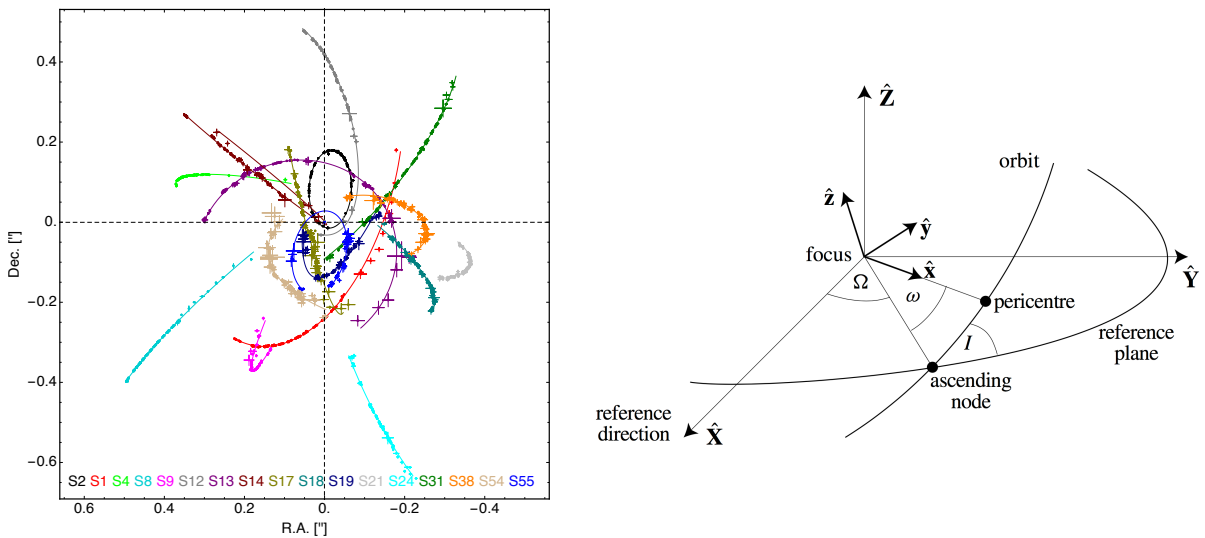 0.4
0.2
0.
-0.2
-0.4
-0.6
Dec. ["]
S2 S1 S4 S8 S9 S12 S13 S14 S17 S18 S19 S21 S24 S31 S38 S54 S55
0.6 0.4 0.2 0. -0.2 -0.4
R.A. ["]
Ẑ
orbit
ẑ
ŷ
focus
x̂
Ŷ
Ω
ω
pericentre
I
reference
plane
ascending
node
reference
direction
X̂